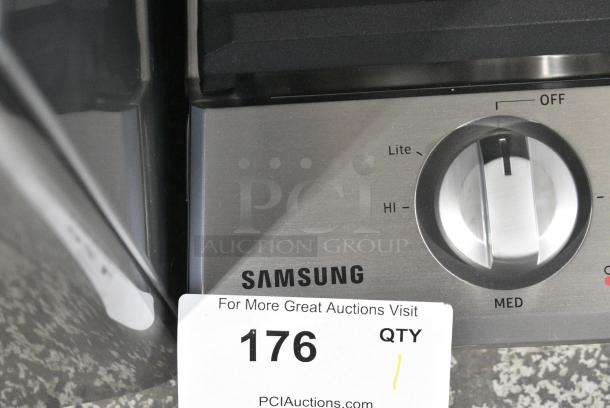 OFF
Lite
HI
PCI
AUCTION GROUP
SAMSUNG
MED
For More Great Auctions Visit
176
QTY
1
PCIAuctions.com